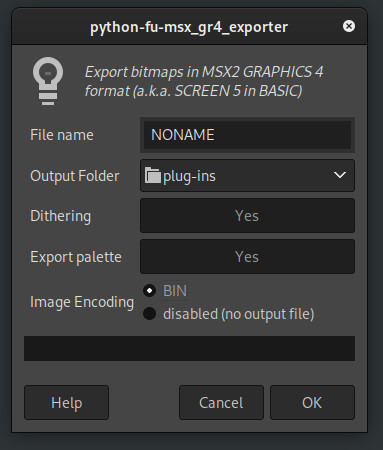 python-fu-msx_gr4_exporter
Export bitmaps in MSX2 GRAPHICS 4
format (a.k.a. SCREEN 5 in BASIC)
File name NONAME
Output Folder plug-ins
Dithering Yes
Export palette Yes
Image Encoding BIN
disabled (no output file)
Help Cancel OK